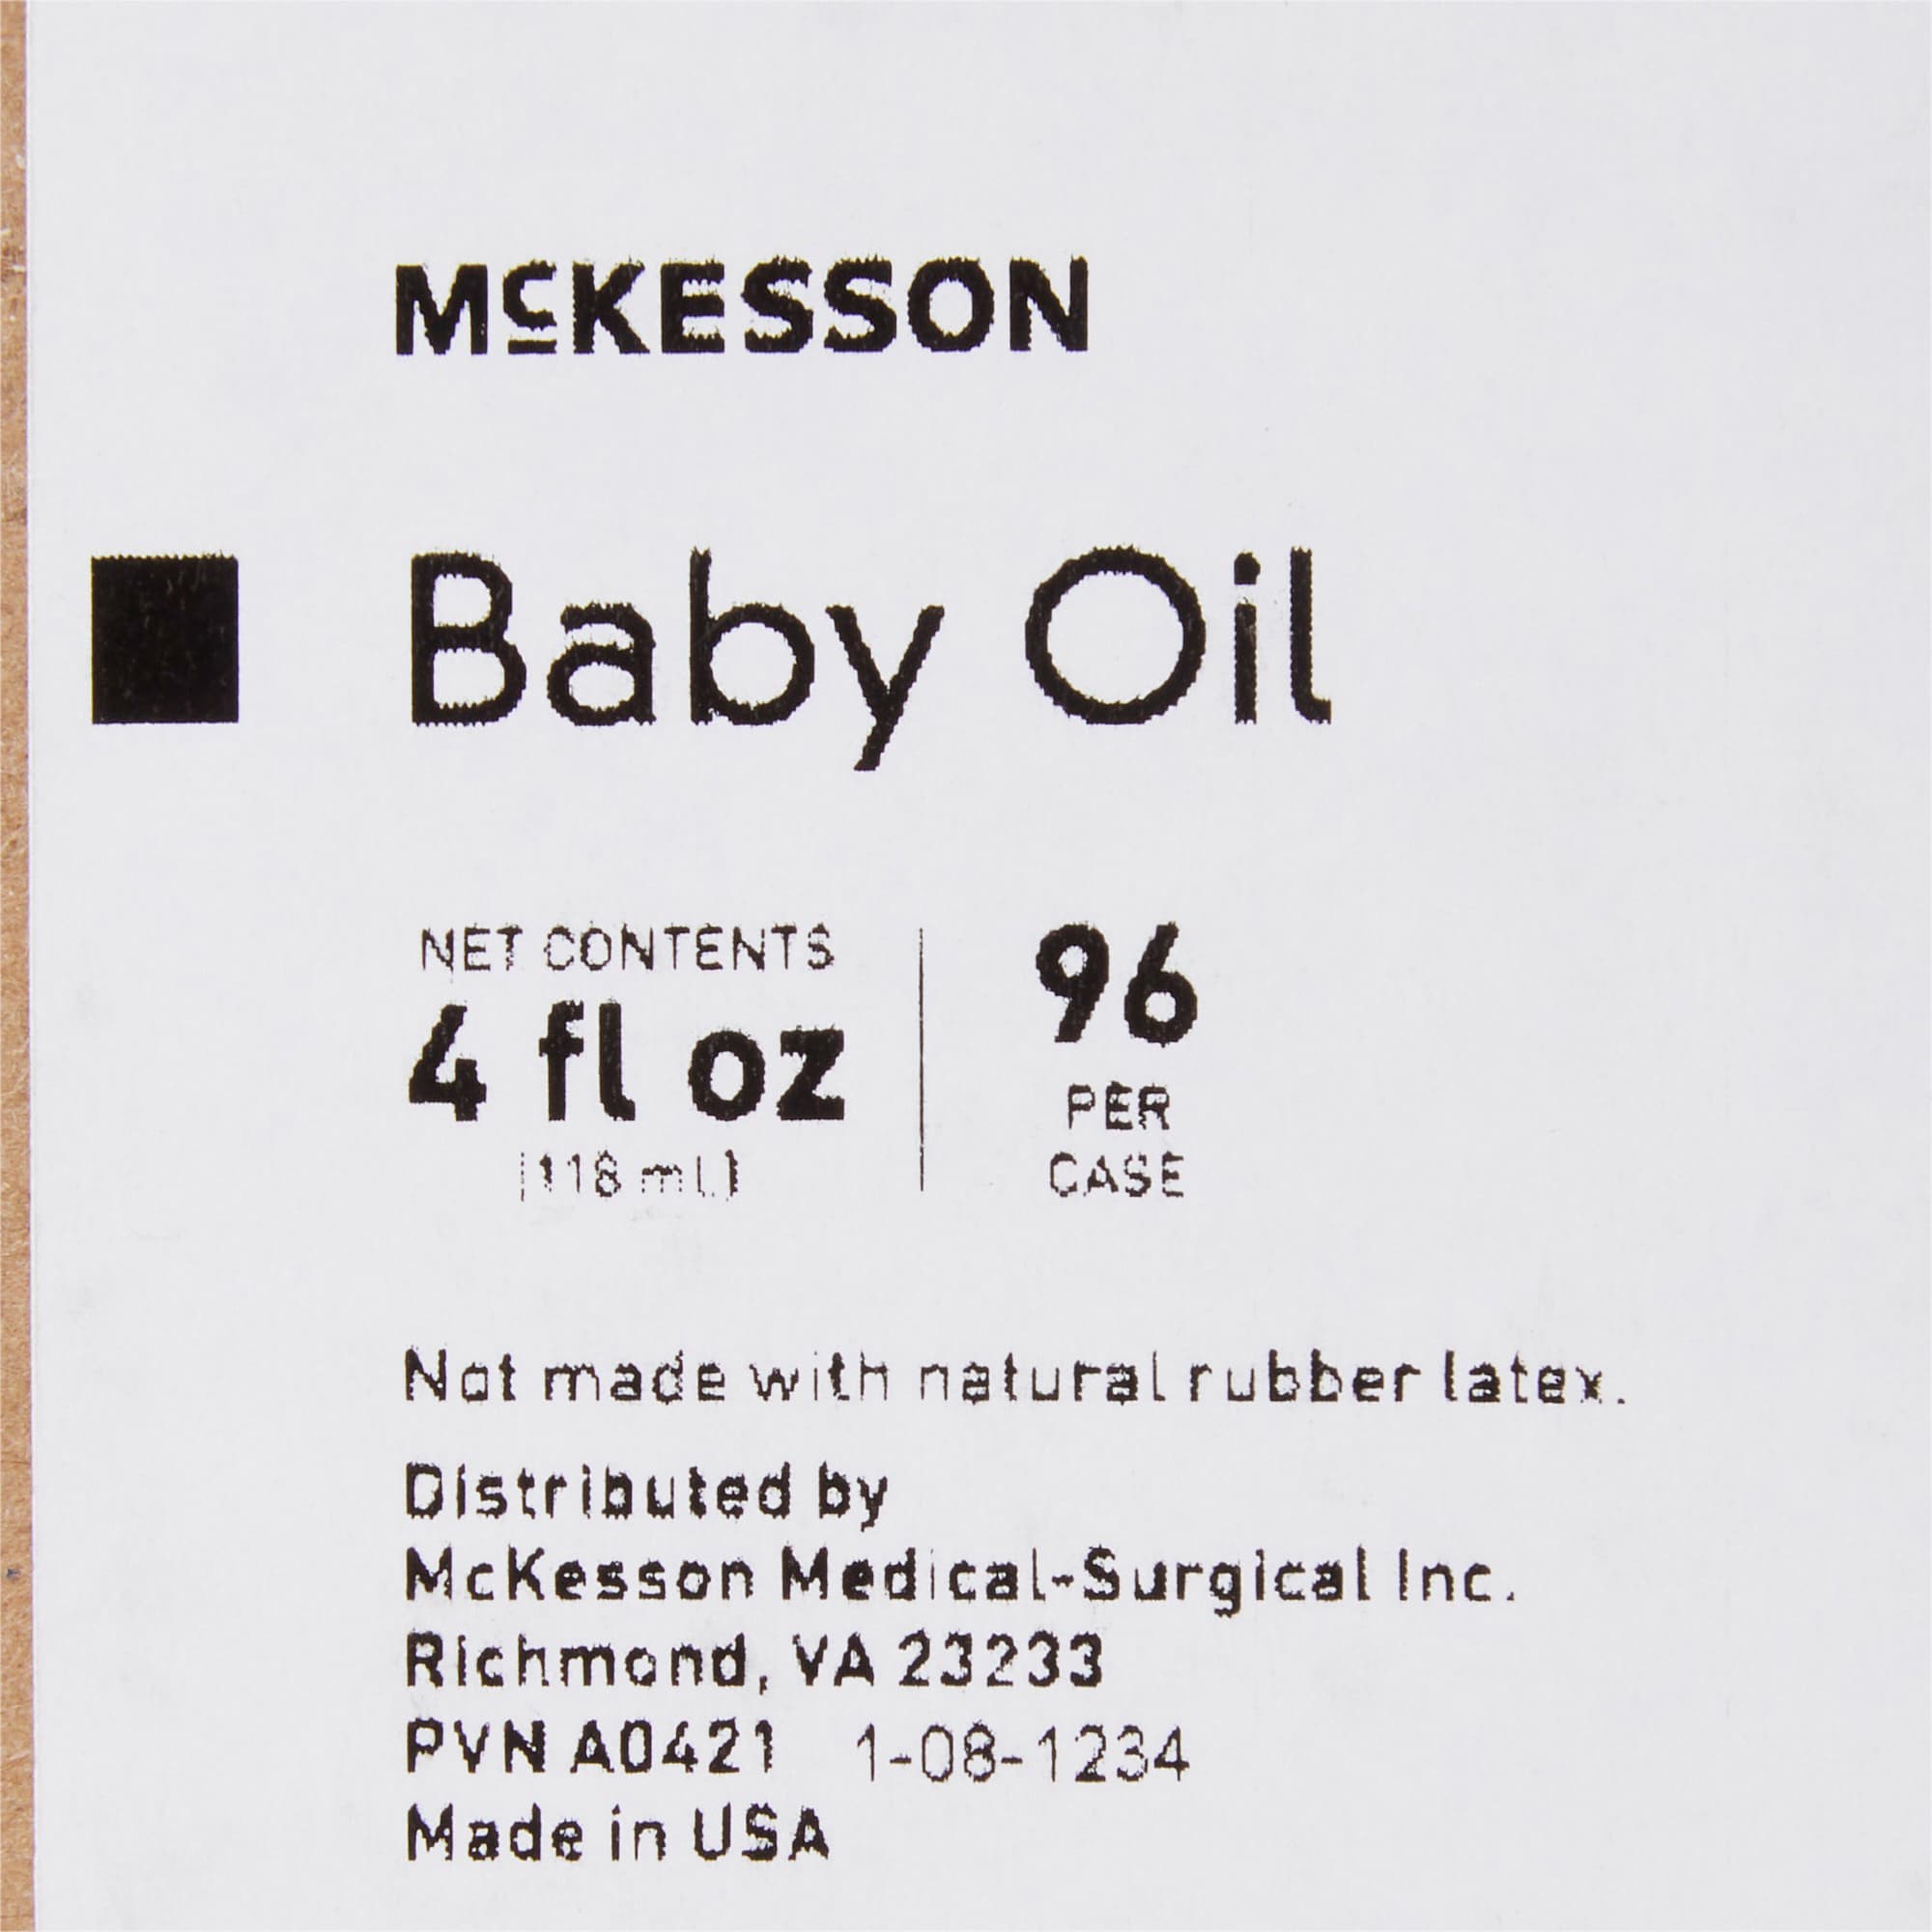 McKESSON
Baby Oil
NET CONTENTS
4 fl oz
(118 mL)
96
PER
CASE
Not made with natural rubber latex.
Distributed by
McKesson Medical-Surgical Inc.
Richmond, VA 23233
PVN A0421 1-08-1234
Made in USA